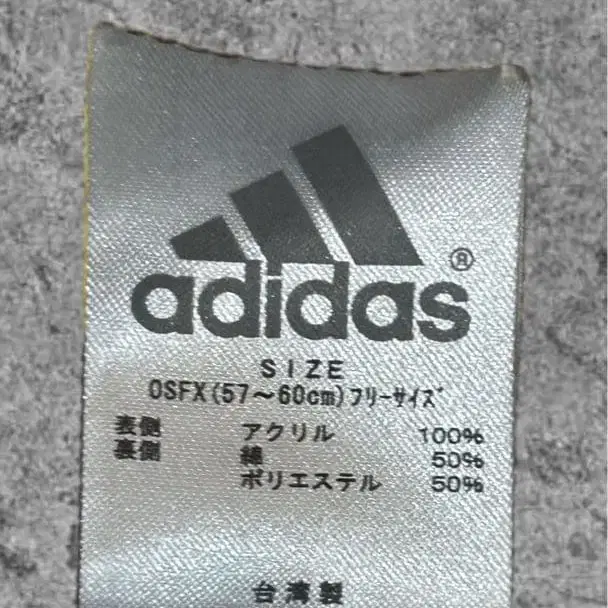 adidas®
SIZE
OSFX(57～60cm)ﾌﾘｰｻｲｽﾞ
表側 アクリル 100%
裏側 綿 50%
ポリエステル 50%
台湾製